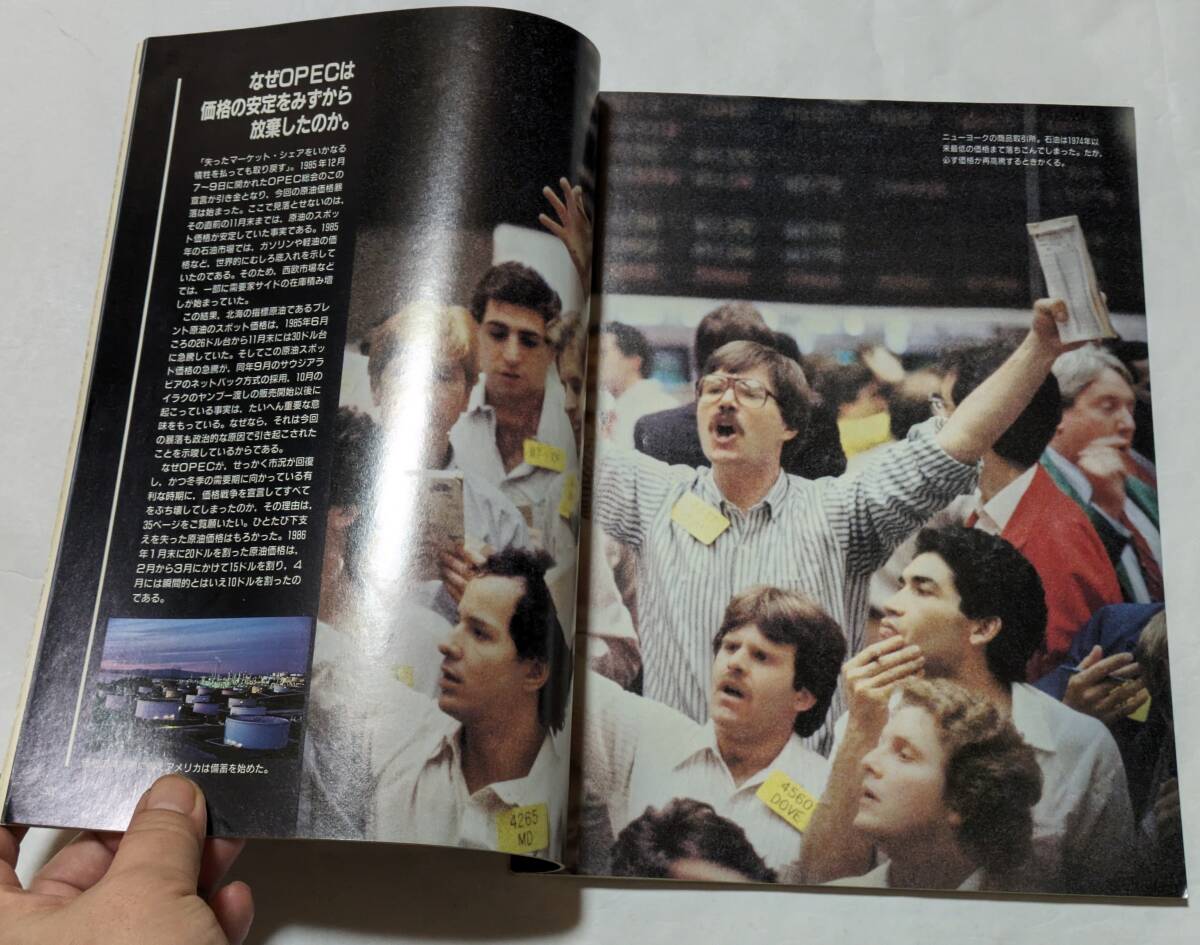 なぜOPECは
価格の安定をみずから
放棄したのか。
「失ったマーケット・シェアをいかなる
犠牲を払っても取り戻す」。1985年12月
7〜9日に開かれたOPEC総会のこの
宣言が引き金となり、今回の原油価格暴
落は始まった。ここで見落とせないのは、
その直前の11月末までは、原油のスポッ
ト価格が安定していた事実である。1985
年の石油市場では、ガソリンや軽油の価
格など、世界的にむしろ底入れを示して
いたのである。そのため、西欧市場など
では、一部に需要家サイドの在庫積み増
しが始まっていた。
この結果、北海の指標原油であるブレ
ント原油のスポット価格は、1985年6月
ころの26ドル台から11月末には30ドル台
に急騰していた。そしてこの原油スポッ
ト価格の急騰が、同年9月のサウジアラ
ビアのネットバック方式の採用、10月の
イラクのヤンブー渡しの販売開始以後に
起こっている事実は、たいへん重要な意
味をもっている。なぜなら、それは今回
の暴落も政治的な原因で引き起こされた
ことを示唆しているからである。
なぜOPECが、せっかく市況が回復
し、かつ冬季の需要期に向かっている有
利な時期に、価格戦争を宣言してすべて
をぶち壊してしまったのか、その理由は、
35ページをご覧願いたい。ひとたび下支
えを失った原油価格はもろかった。1986
年1月末に20ドルを割った原油価格は、
2月から3月にかけて15ドルを割り、4
月には瞬間的とはいえ10ドルを割ったの
である。
アメリカは備蓄を始めた。
ニューヨークの商品取引所。石油は1974年以
来最低の価格まで落ちこんでしまった。だが、
必ず価格が再高騰するときがくる。
4265
MD
4560
DOVE